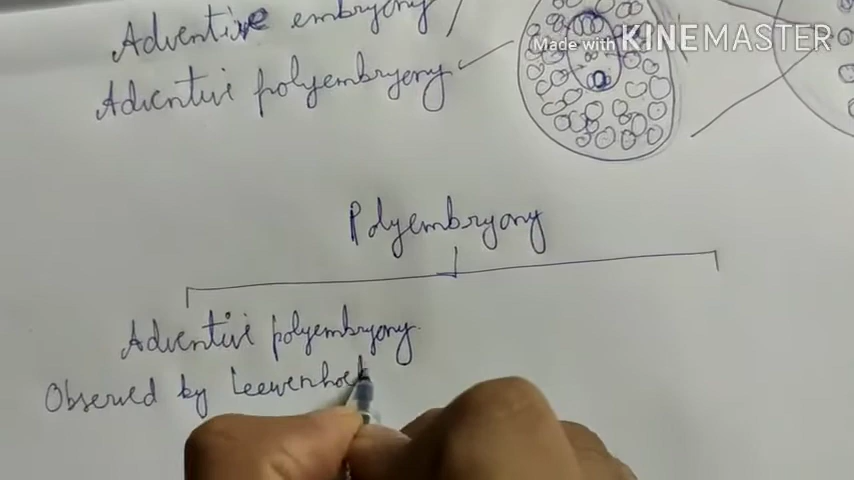 Adventive embryony
Adventive polyembryony
Made with KINEMASTER
Polyembryony
Adventive polyembryony
Observed by Leewenhoek